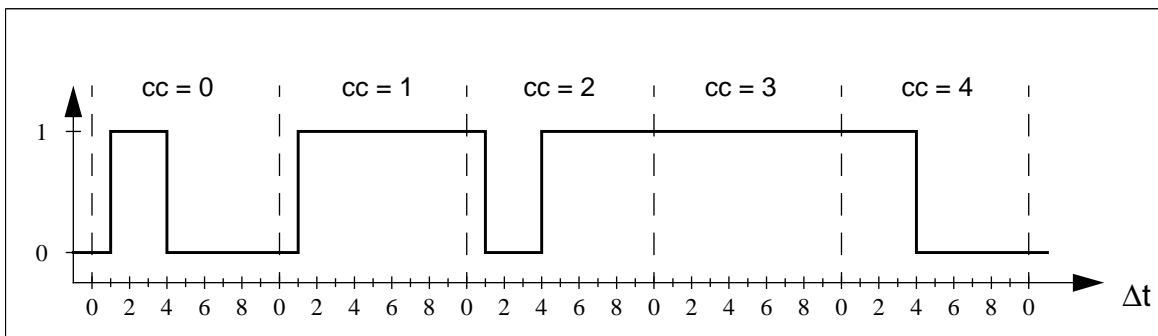 cc = 0 cc = 1 cc = 2 cc = 3 cc = 4
1
0
0 2 4 6 8 0 2 4 6 8 0 2 4 6 8 0 2 4 6 8 0 2 4 6 8 0
Δt